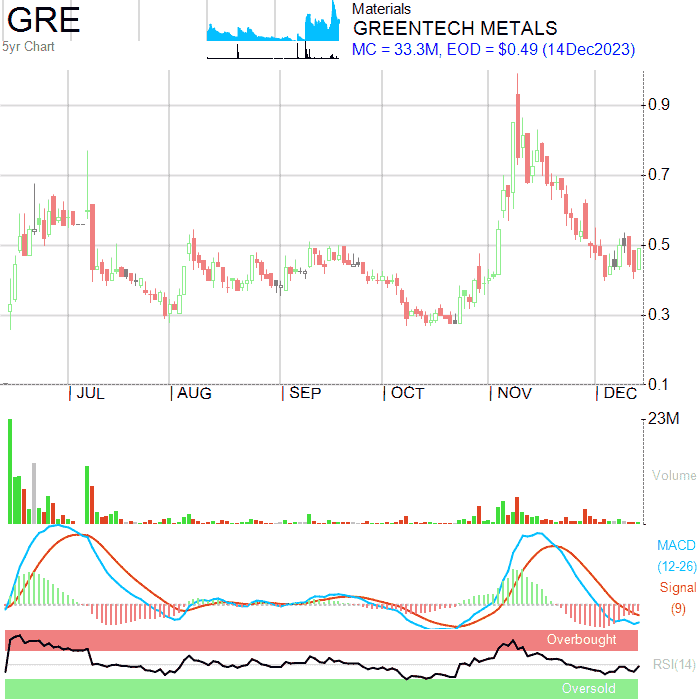 GRE
5yr Chart
Materials
GREENTECH METALS
MC = 33.3M, EOD = $0.49 (14Dec2023)
0.9
0.7
0.5
0.3
0.1
JUL AUG SEP OCT NOV DEC
23M
Volume
MACD
(12-26)
Signal
(9)
Overbought
RSI(14)
Oversold